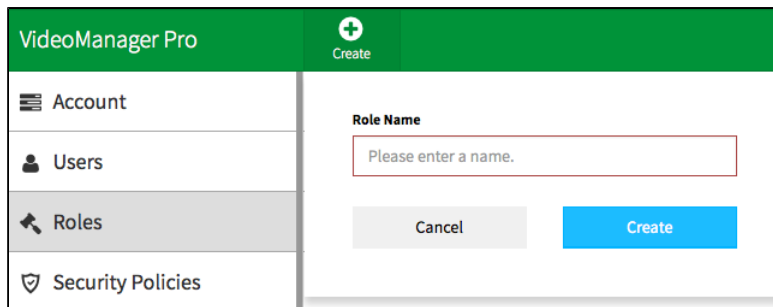 VideoManager Pro
Create
Account
Users
Roles
Security Policies
Role Name
Please enter a name.
Cancel
Create